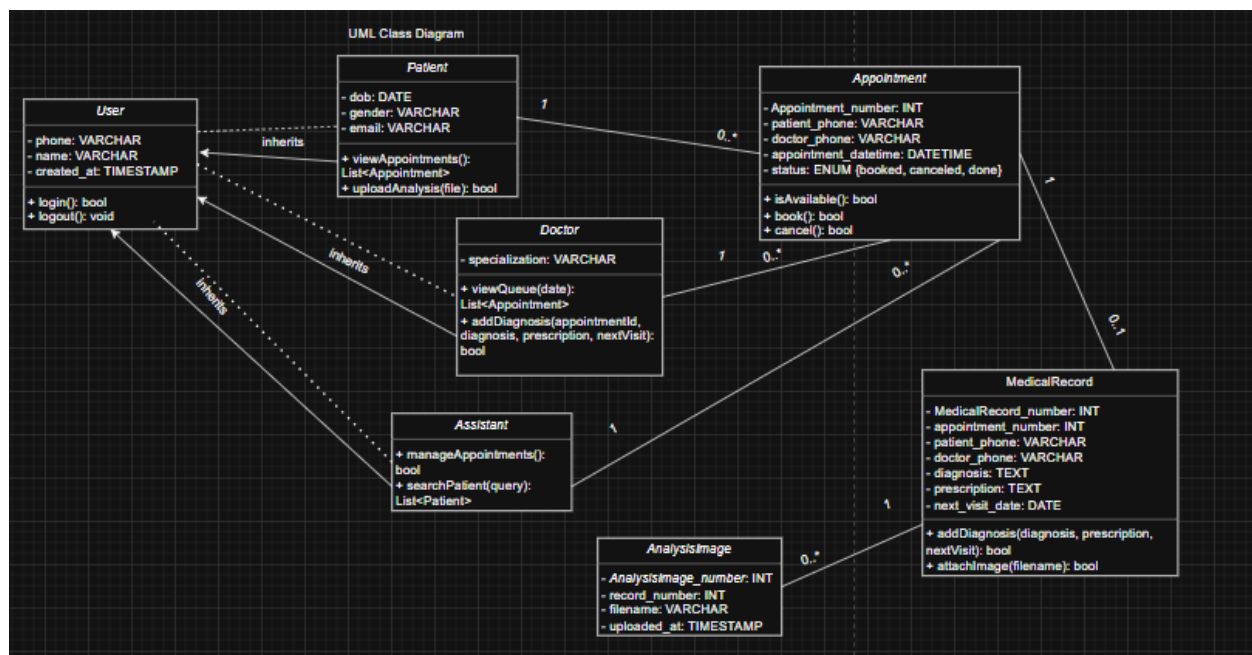 UML Class Diagram
User
- phone: VARCHAR
- name: VARCHAR
- created_at: TIMESTAMP
+ login(): bool
+ logout(): void
inherits
Patient
- dob: DATE
- gender: VARCHAR
- email: VARCHAR
+ viewAppointments():
List<Appointment>
+ uploadAnalysis(file): bool
1
0..*
Appointment
- Appointment_number: INT
- patient_phone: VARCHAR
- doctor_phone: VARCHAR
- appointment_datetime: DATETIME
- status: ENUM {booked, canceled, done}
+ isAvailable(): bool
+ book(): bool
+ cancel(): bool
inherits
Doctor
- specialization: VARCHAR
+ viewQueue(date):
List<Appointment>
+ addDiagnosis(appointmentId,
diagnosis, prescription, nextVisit):
bool
1
0..*
0..*
1
0..1
inherits
Assistant
+ manageAppointments():
bool
+ searchPatient(query):
List<Patient>
1
MedicalRecord
- MedicalRecord_number: INT
- appointment_number: INT
- patient_phone: VARCHAR
- doctor_phone: VARCHAR
- diagnosis: TEXT
- prescription: TEXT
- next_visit_date: DATE
+ addDiagnosis(diagnosis, prescription,
nextVisit): bool
+ attachImage(filename): bool
1
0..*
AnalysisImage
- AnalysisImage_number: INT
- record_number: INT
- filename: VARCHAR
- uploaded_at: TIMESTAMP